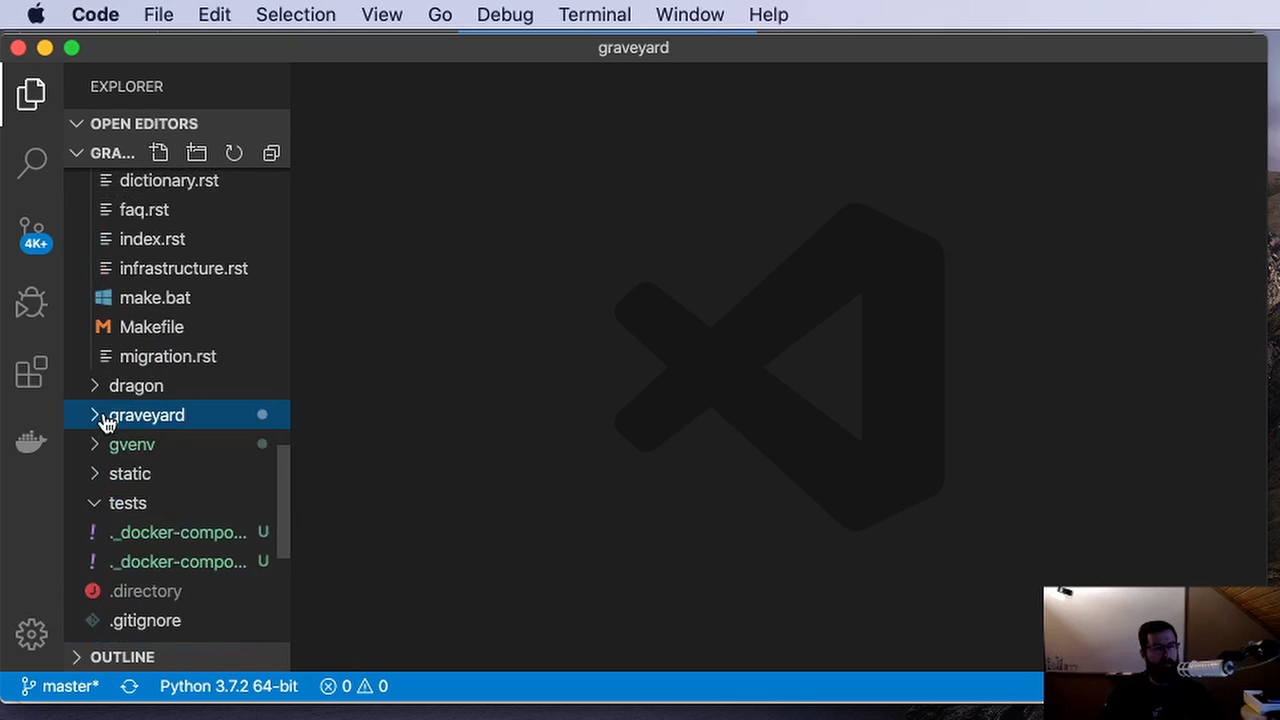 Code File Edit Selection View Go Debug Terminal Window Help
graveyard
EXPLORER
OPEN EDITORS
GRA...
dictionary.rst
faq.rst
index.rst
4K+
infrastructure.rst
make.bat
M Makefile
migration.rst
dragon
graveyard
gvenv
static
tests
! ._docker-compo... U
! ._docker-compo... U
.directory
.gitignore
OUTLINE
master* Python 3.7.2 64-bit 0 0